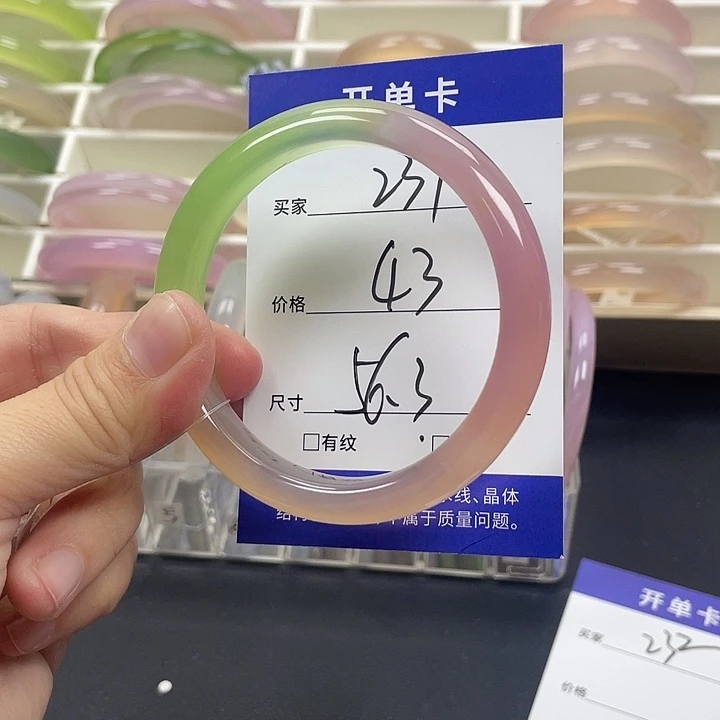 开单卡
买家 231
价格 43
尺寸 56.3
□有纹
线、晶体
属于质量问题。
开单卡
买家 232
价格